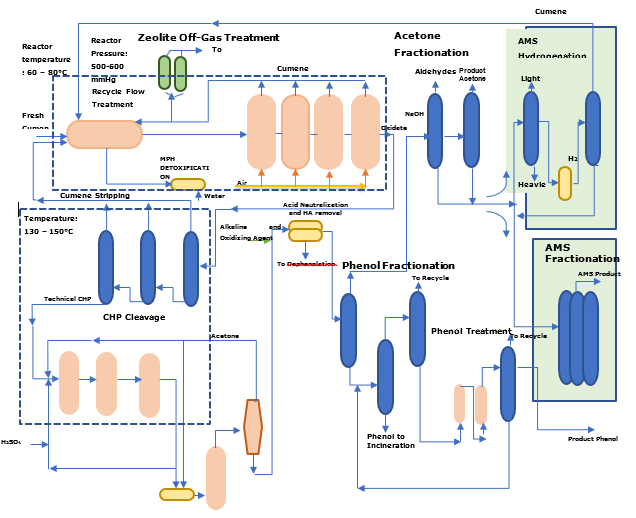 Cumene
Reactor
temperature
: 60 – 80°C
Reactor
Pressure:
500-600
mmHg
Recycle Flow
Treatment
Zeolite Off-Gas Treatment
To
Cumene
Acetone
Fractionation
Aldehydes
Product
Acetone
NaOH
AMS
Hydrogenation
Light
H₂
Heavie
Fresh
Cumen
Oxidate
MPH
DETOXIFICATI
ON
Air
Water
Cumene Stripping
Acid Neutralization
and HA removal
Temperature:
130 – 150°C
Alkaline and
Oxidizing Agent
To Dephenolation
Phenol Fractionation
To Recycle
AMS
Fractionation
AMS Product
Technical CHP
CHP Cleavage
Acetone
Phenol Treatment
To Recycle
H₂SO₄
Phenol to
Incineration
Product Phenol